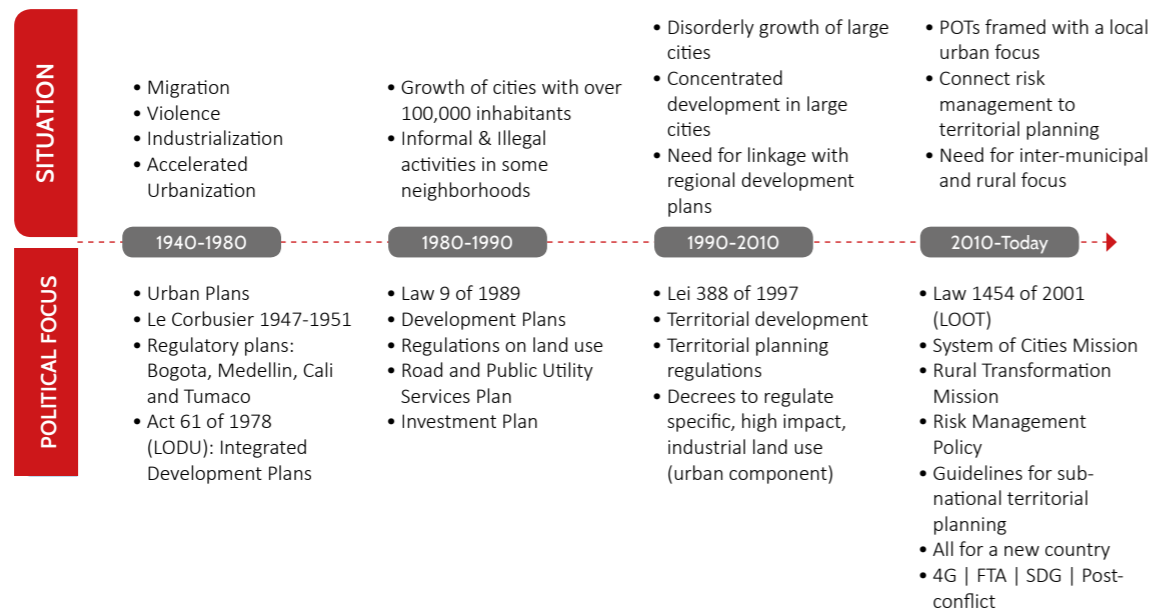 SITUATION
• Migration
• Violence
• Industrialization
• Accelerated
Urbanization
• Growth of cities with over
100,000 inhabitants
• Informal & Illegal
activities in some
neighborhoods
• Disorderly growth of large
cities
• Concentrated
development in large
cities
• Need for linkage with
regional development
plans
• POTs framed with a local
urban focus
• Connect risk
management to
territorial planning
• Need for inter-municipal
and rural focus
1940-1980
1980-1990
1990-2010
2010-Today
POLITICAL FOCUS
• Urban Plans
• Le Corbusier 1947-1951
• Regulatory plans:
Bogota, Medellin, Cali
and Tumaco
• Act 61 of 1978
(LODU): Integrated
Development Plans
• Law 9 of 1989
• Development Plans
• Regulations on land use
• Road and Public Utility
Services Plan
• Investment Plan
• Lei 388 of 1997
• Territorial development
• Territorial planning
regulations
• Decrees to regulate
specific, high impact,
industrial land use
(urban component)
• Law 1454 of 2001
(LOOT)
• System of Cities Mission
• Rural Transformation
Mission
• Risk Management
Policy
• Guidelines for sub-
national territorial
planning
• All for a new country
• 4G | FTA | SDG | Post-
conflict